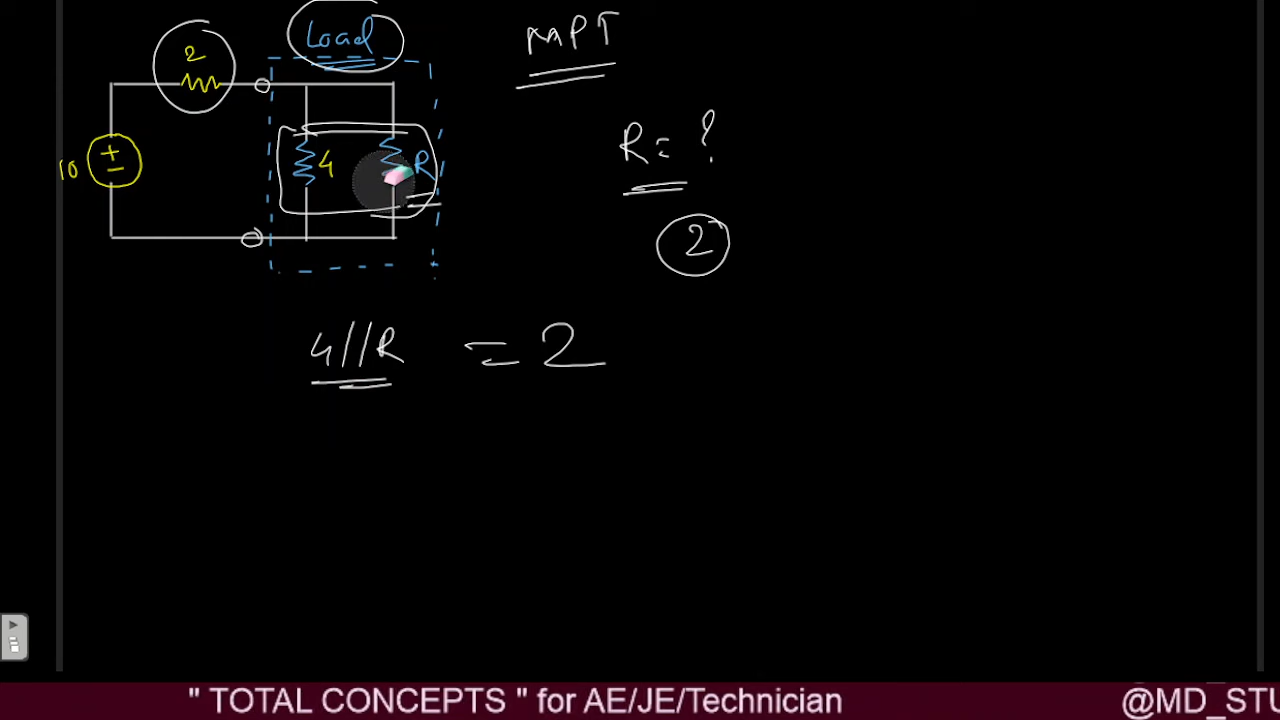 Load
MPT
2
10
4
R
R = ?
2
4//R = 2
" TOTAL CONCEPTS " for AE/JE/Technician
@MD_STU